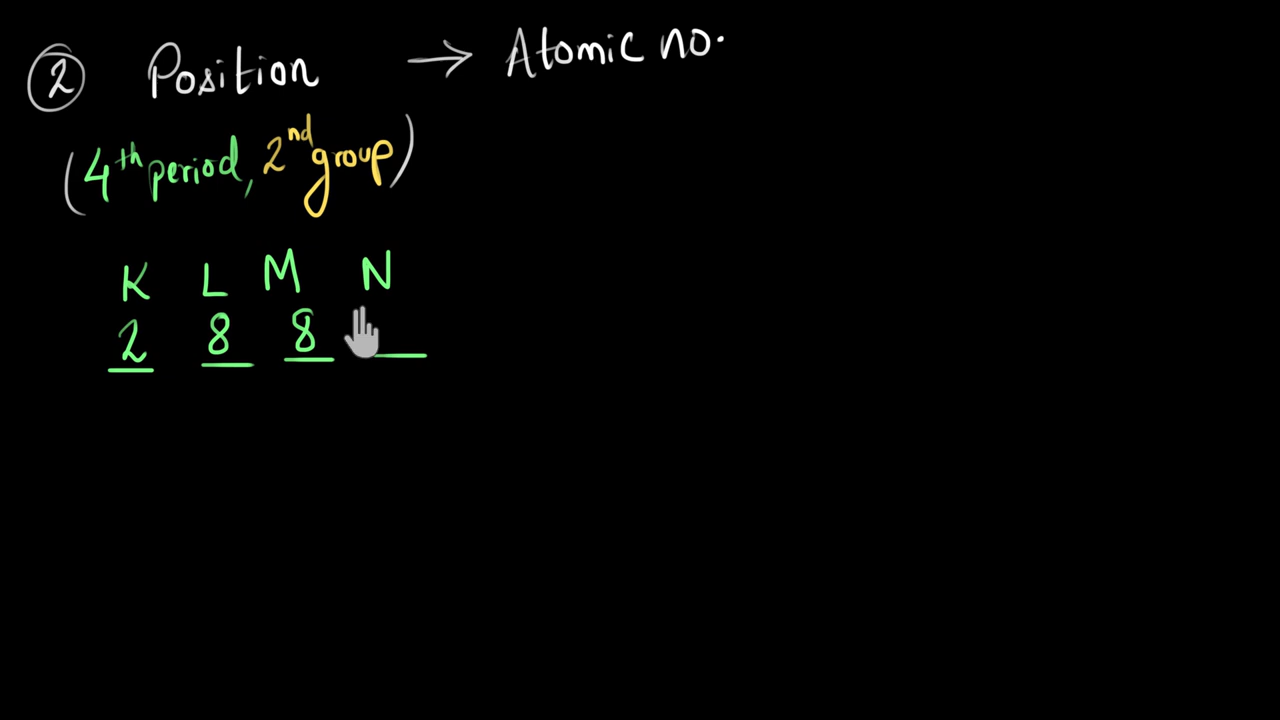 ② Position → Atomic no.
(4th period, 2nd group)
K L M N
2 8 8